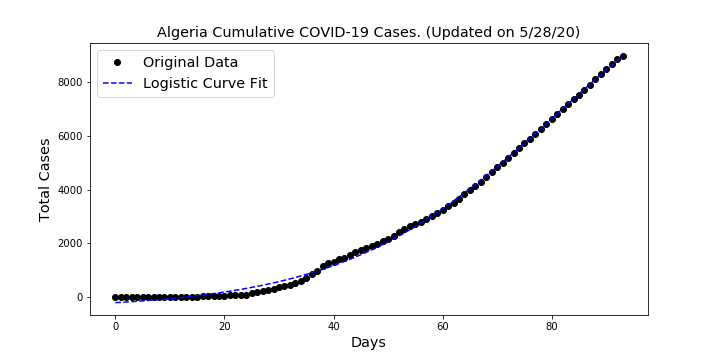 Algeria Cumulative COVID-19 Cases. (Updated on 5/28/20)
Original Data
Logistic Curve Fit
Total Cases
8000
6000
4000
2000
0
0 20 40 60 80
Days